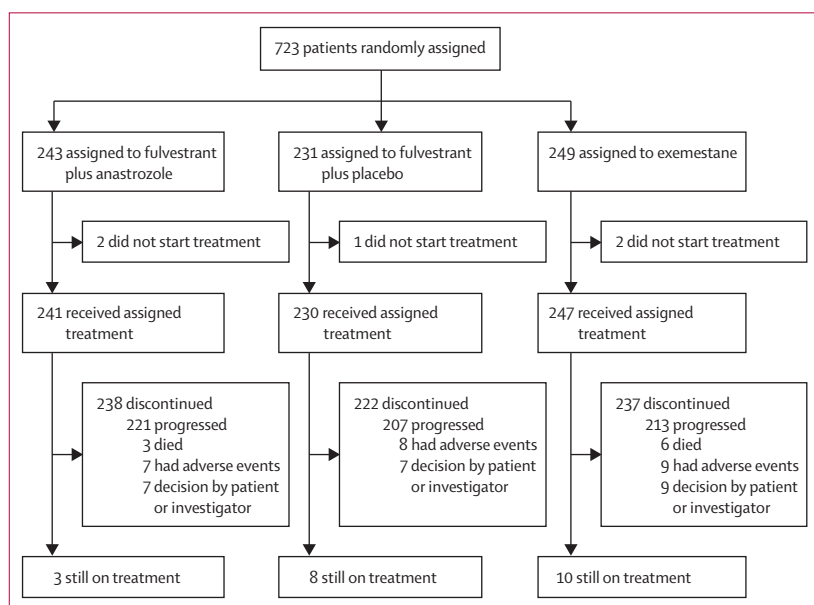 723 patients randomly assigned
243 assigned to fulvestrant
plus anastrozole
231 assigned to fulvestrant
plus placebo
249 assigned to exemestane
2 did not start treatment
1 did not start treatment
2 did not start treatment
241 received assigned
treatment
230 received assigned
treatment
247 received assigned
treatment
238 discontinued
221 progressed
3 died
7 had adverse events
7 decision by patient
or investigator
222 discontinued
207 progressed
8 had adverse events
7 decision by patient
or investigator
237 discontinued
213 progressed
6 died
9 had adverse events
9 decision by patient
or investigator
3 still on treatment
8 still on treatment
10 still on treatment